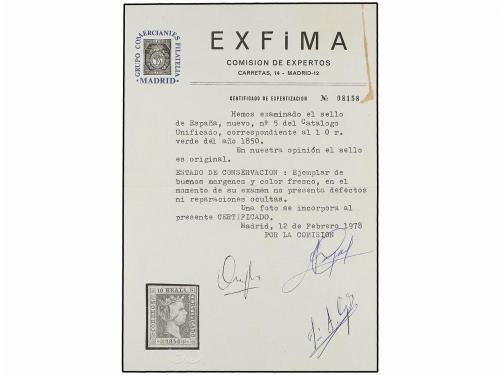 GRUPO COMERCIANTES FILATELIA
MADRID
EXFiMA
COMISION DE EXPERTOS
CARRETAS, 14 - MADRID-12
CERTIFICADO DE EXPERTIZACION Nº 08158
Hemos examinado el sello
de España, nuevo, nº 5 del Catalogo
Unificado, correspondiente al 1 0 r.
verde del año 1850.
En nuestra opinión el sello
es original.
ESTADO DE CONSERVACION : Ejemplar de
buenos margenes y color fresco, en el
momento de su examen no presenta defectos
ni reparaciones ocultas.
Una foto se incorpora al
presente CERTIFICADO.
Madrid, 12 de Febrero 1978
POR LA COMISIÓN
10 REALS.
CORREOS
CERTIFICADO
1850